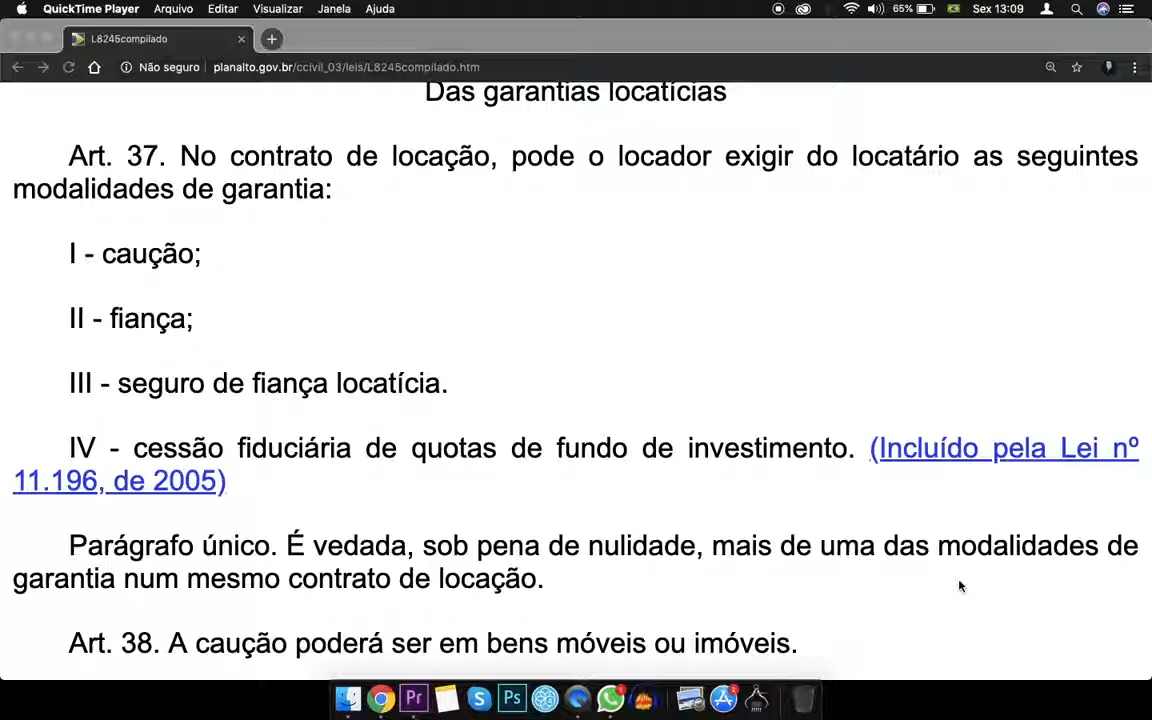 QuickTime Player Arquivo Editar Visualizar Janela Ajuda 65% Sex 13:09
L8245compilado
Não seguro planalto.gov.br/ccivil_03/leis/L8245compilado.htm
Das garantias locatícias
Art. 37. No contrato de locação, pode o locador exigir do locatário as seguintes
modalidades de garantia:
I - caução;
II - fiança;
III - seguro de fiança locatícia.
IV - cessão fiduciária de quotas de fundo de investimento. (Incluído pela Lei nº
11.196, de 2005)
Parágrafo único. É vedada, sob pena de nulidade, mais de uma das modalidades de
garantia num mesmo contrato de locação.
Art. 38. A caução poderá ser em bens móveis ou imóveis.
Pr S Ps